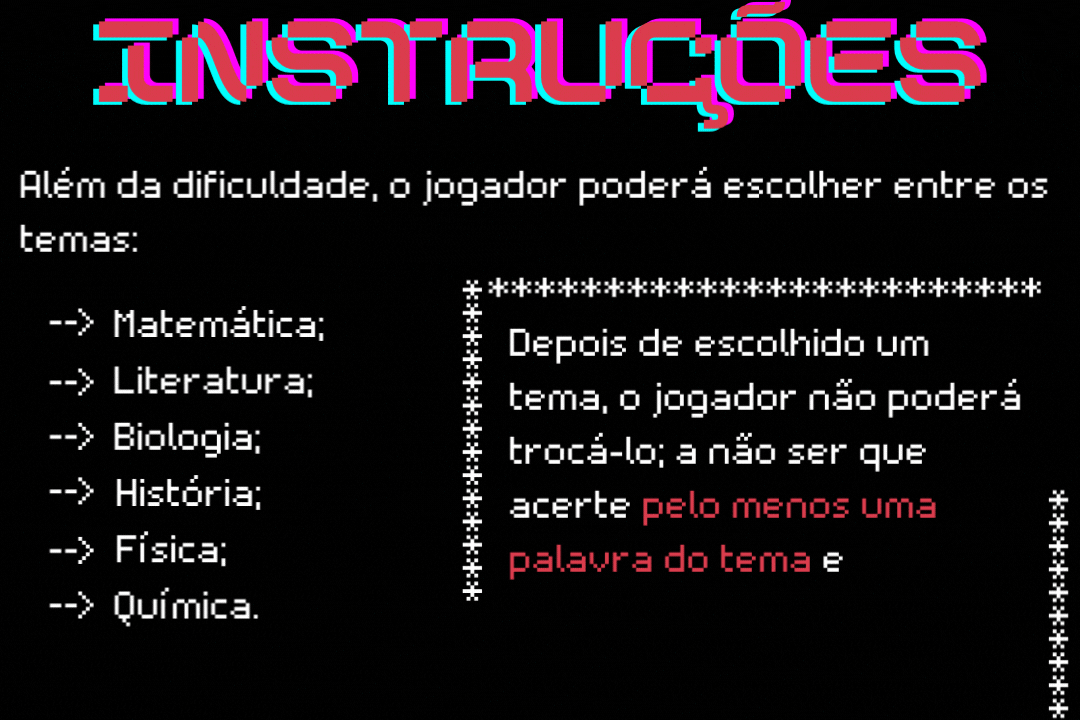 INSTRUÇÕES
Além da dificuldade, o jogador poderá escolher entre os
temas:
--> Matemática;
--> Literatura;
--> Biologia;
--> História;
--> Física;
--> Química.
************************
Depois de escolhido um
tema, o jogador não poderá
trocá-lo; a não ser que
acerte pelo menos uma
palavra do tema e